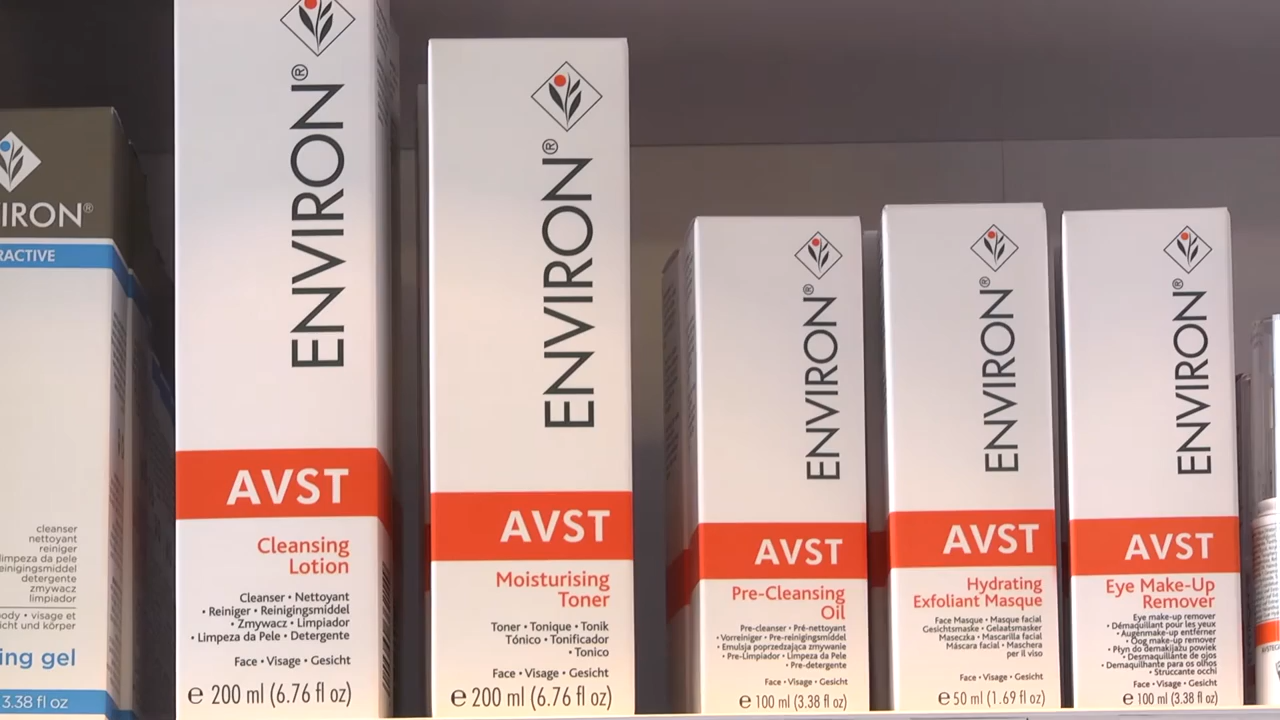 VIRON®
RACTIVE
cleanser
nettoyant
reiniger
limpeza da pele
einigingsmiddel
detergente
zmywacz
limpiador
ody • visage et
icht und körper
ing gel
3.38 fl oz
ENVIRON®
AVST
Cleansing
Lotion
Cleanser • Nettoyant
• Reiniger • Reinigingsmiddel
• Zmywacz • Limpiador
• Limpeza da Pele • Detergente
Face • Visage • Gesicht
e 200 ml (6.76 fl oz)
ENVIRON®
AVST
Moisturising
Toner
Toner • Tonique • Tonik
Tónico • Tonificador
• Tonico
Face • Visage • Gesicht
e 200 ml (6.76 fl oz)
ENVIRON®
AVST
Pre-Cleansing
Oil
Pre-cleanser • Pré-nettoyant
• Vorreiniger • Pre-reinigingsmiddel
• Emulsja poprzedzająca zmywanie
• Pre-Limpiador • Limpeza da Pele
• Pre-detergente
Face • Visage • Gesicht
e 100 ml (3.38 fl oz)
ENVIRON®
AVST
Hydrating
Exfoliant Masque
Face Masque • Masque facial
Gesichtsmaske • Gelaatsmasker
Maseczka • Mascarilla facial
Máscara facial • Maschera
per il viso
Face • Visage • Gesicht
e 50 ml (1.69 fl oz)
ENVIRON®
AVST
Eye Make-Up
Remover
Eye make-up remover
• Démaquillant pour les yeux
• Augenmake-up entferner
• Oog make-up remover
• Płyn do demakijażu powiek
• Desmaquillante de ojos
• Demaquilhante para os olhos
• Struccante occhi
Face • Visage • Gesicht
e 100 ml (3.38 fl oz)